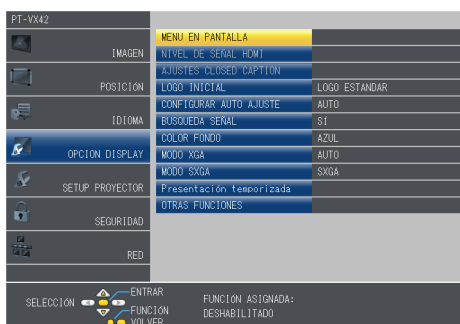 PT-VX42
IMAGEN
POSICIÓN
IDIOMA
OPCION DISPLAY
SETUP PROYECTOR
SEGURIDAD
RED
MENU EN PANTALLA
NIVEL DE SEÑAL HDMI
AJUSTES CLOSED CAPTION
LOGO INICIAL LOGO ESTANDAR
CONFIGURAR AUTO AJUSTE AUTO
BUSQUEDA SEÑAL SÍ
COLOR FONDO AZUL
MODO XGA AUTO
MODO SXGA SXGA
Presentación temporizada
OTRAS FUNCIONES
SELECCIÓN
ENTRAR
FUNCIÓN
VOLVER
FUNCIÓN ASIGNADA:
DESHABILITADO